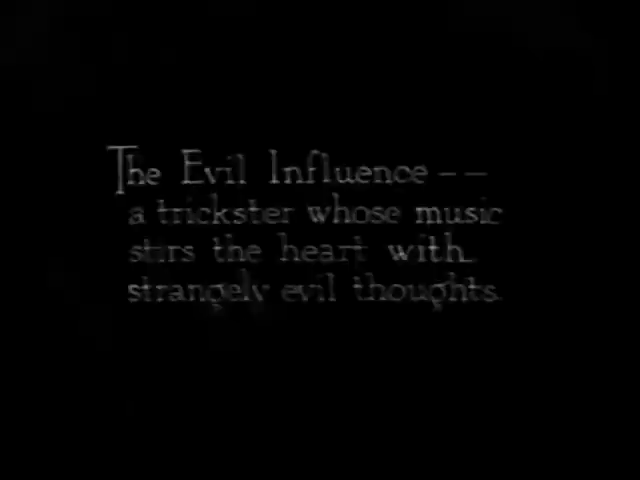 The Evil Influence--
a trickster whose music
stirs the heart with
strangely evil thoughts.